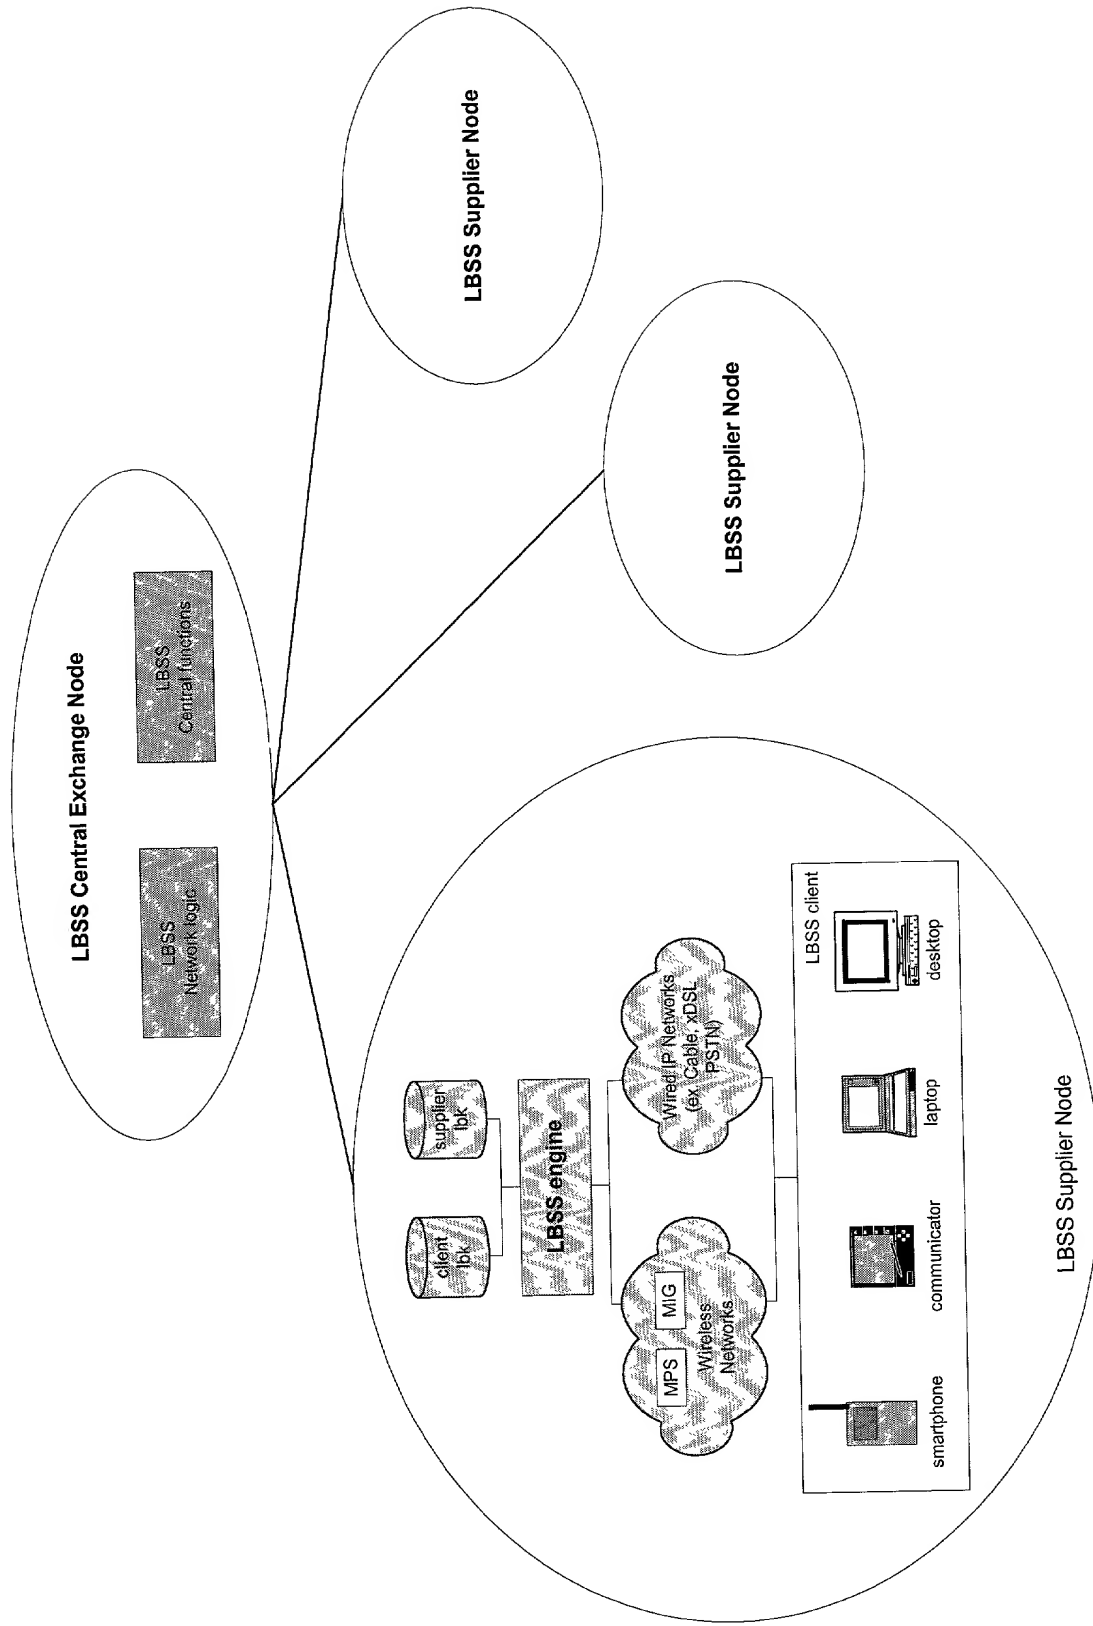 LBSS Central Exchange Node
LBSS
Network logic
LBSS
Central functions
LBSS Supplier Node
LBSS Supplier Node
client
lbk
supplier
lbk
LBSS engine
MPS
MIG
Wireless
Networks
Wired IP Networks
(ex. Cable, xDSL
PSTN)
LBSS client
smartphone
communicator
laptop
desktop
LBSS Supplier Node